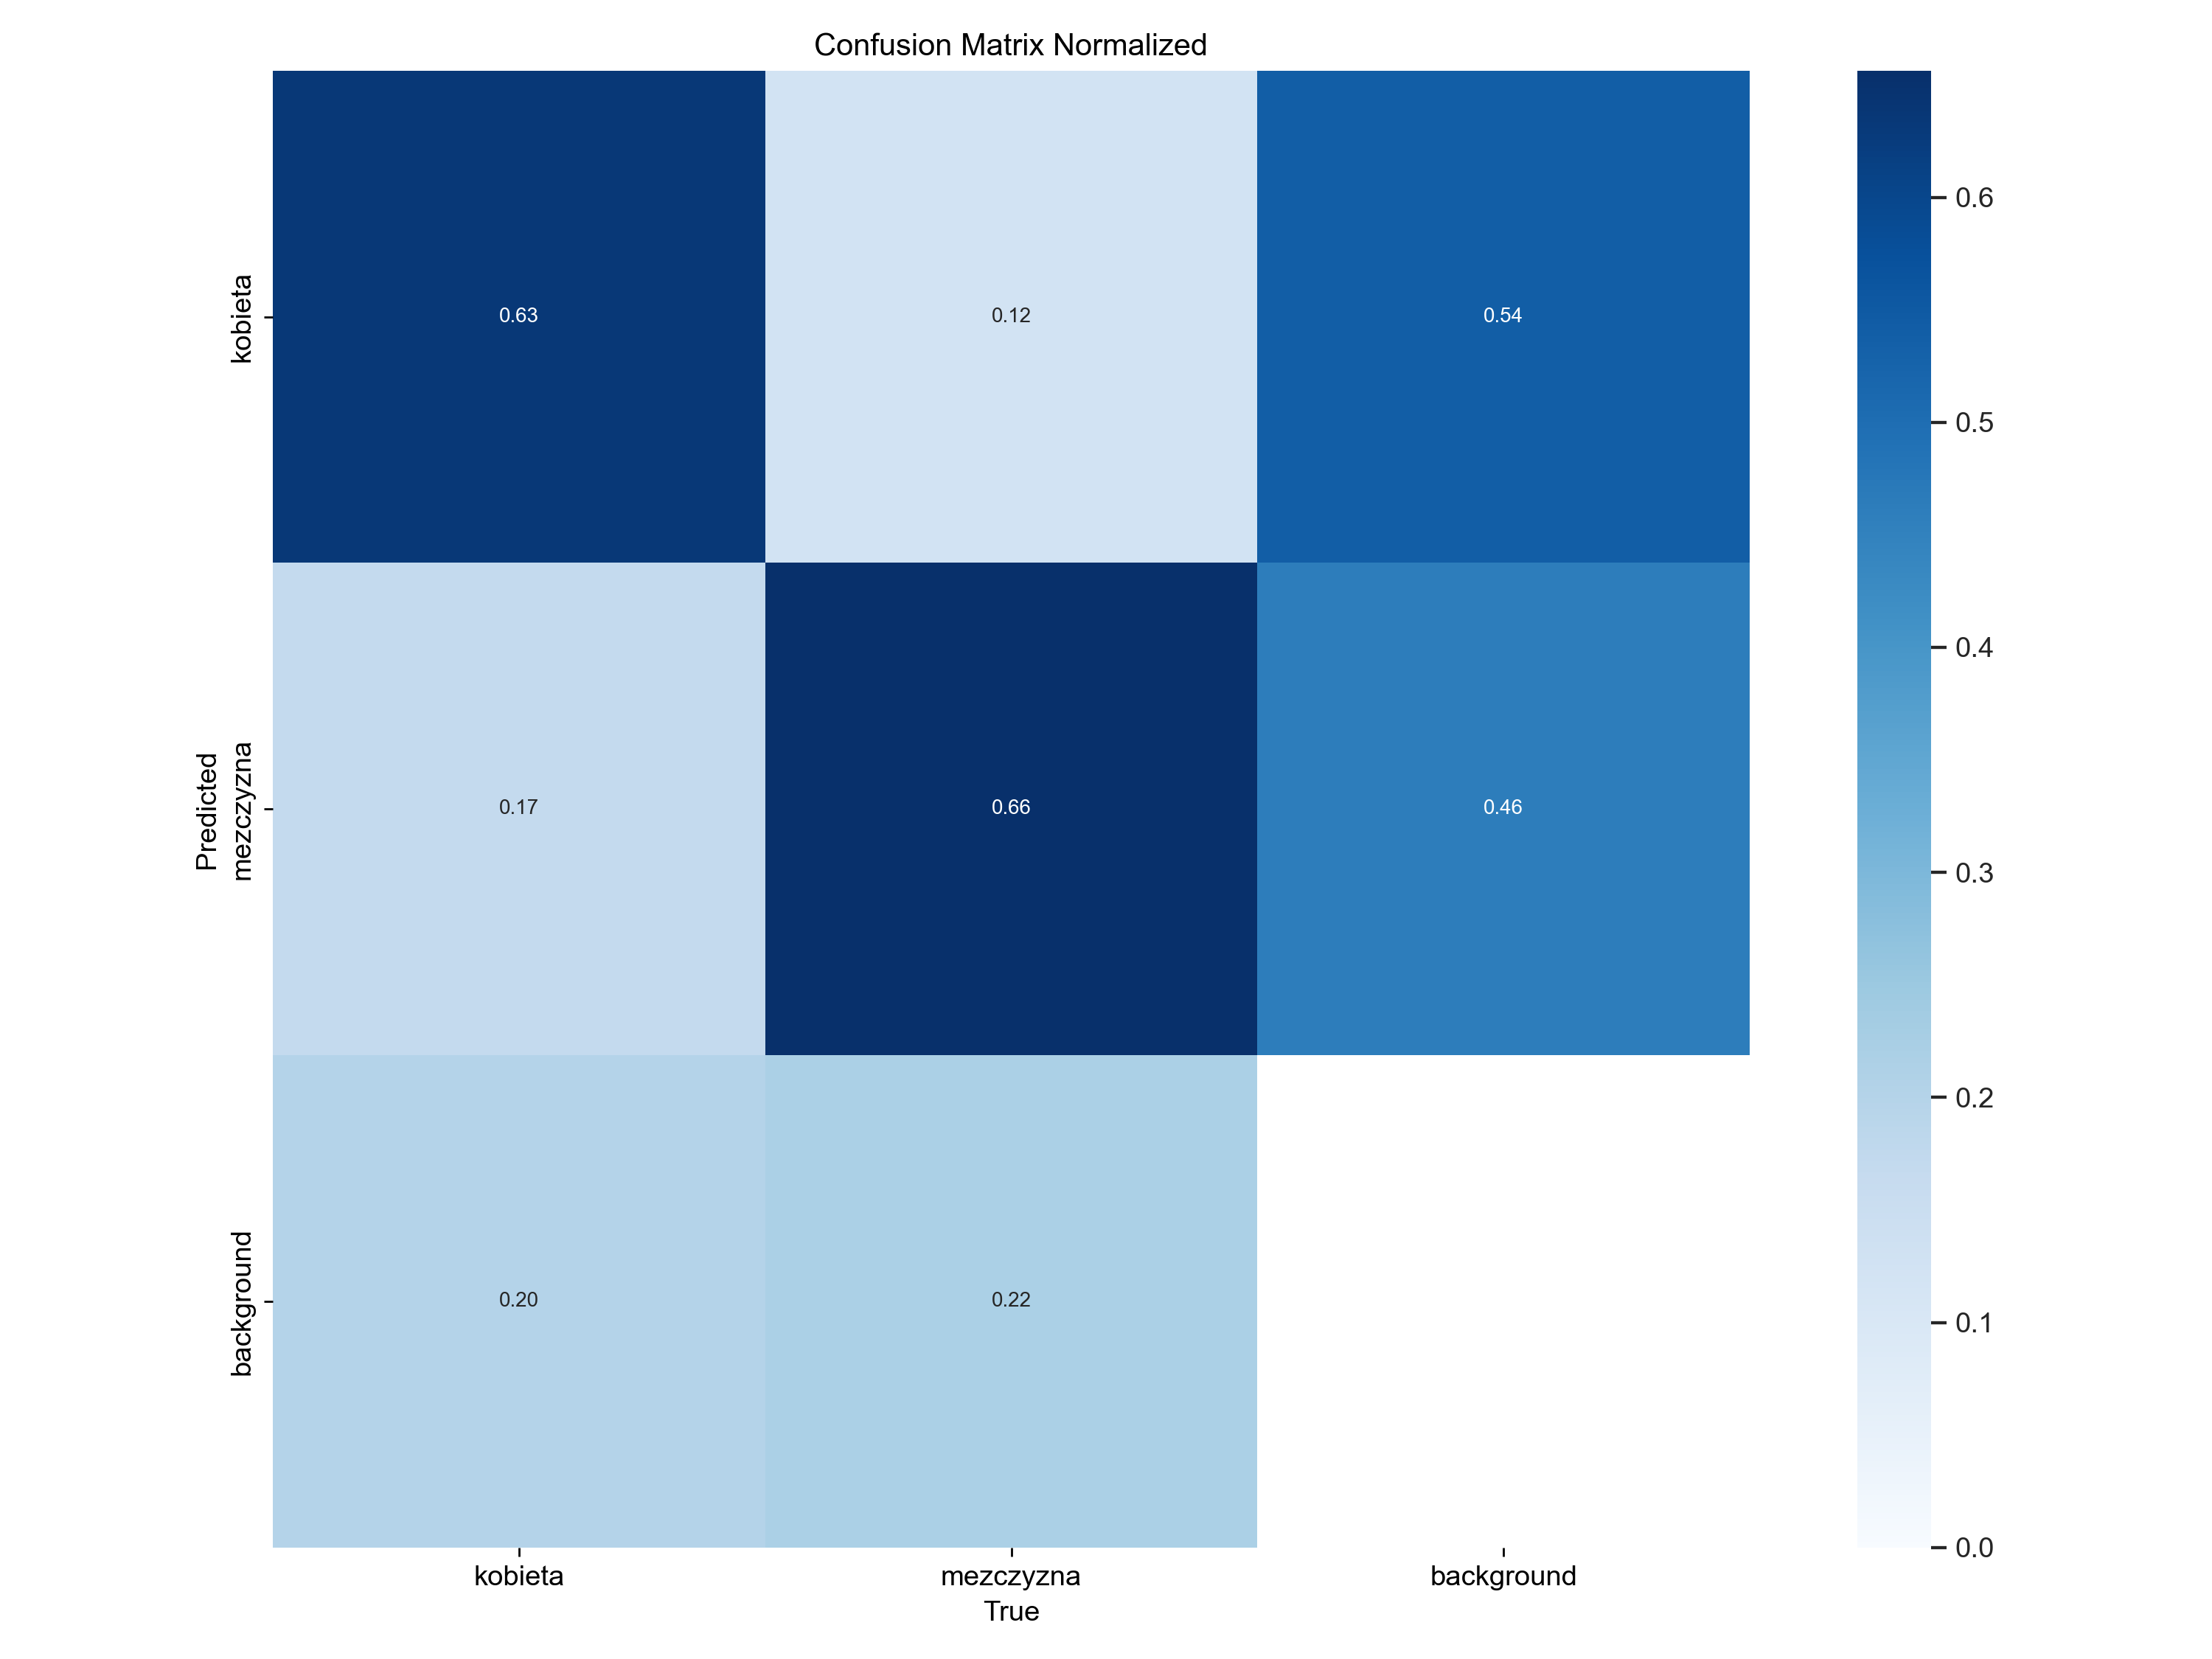 Confusion Matrix Normalized
kobieta
0.63
0.12
0.54
Predicted
mezczyzna
0.17
0.66
0.46
background
0.20
0.22
kobieta
mezczyzna
background
True
0.6
0.5
0.4
0.3
0.2
0.1
0.0